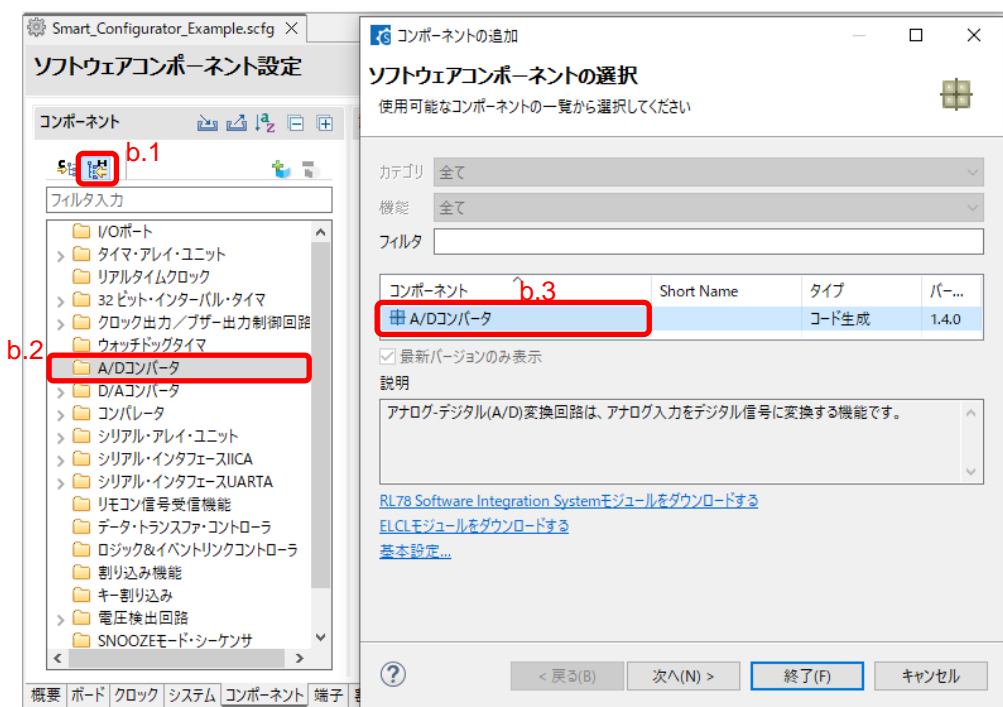 Smart_Configurator_Example.scfg
ソフトウェアコンポーネント設定
コンポーネント
b.1
フィルタ入力
I/Oポート
タイマ・アレイ・ユニット
リアルタイムクロック
32 ビット・インターバル・タイマ
クロック出力／ブザー出力制御回路
ウォッチドッグタイマ
b.2
A/Dコンバータ
D/Aコンバータ
コンパレータ
シリアル・アレイ・ユニット
シリアル・インタフェースIICA
シリアル・インタフェースUARTA
リモコン信号受信機能
データ・トランスファ・コントローラ
ロジック&イベントリンクコントローラ
割り込み機能
キー割り込み
電圧検出回路
SNOOZEモード・シーケンサ
概要 ボード クロック システム コンポーネント 端子
コンポーネントの追加
ソフトウェアコンポーネントの選択
使用可能なコンポーネントの一覧から選択してください
カテゴリ 全て
機能 全て
フィルタ
コンポーネント Short Name タイプ バー...
b.3
A/Dコンバータ コード生成 1.4.0
最新バージョンのみ表示
説明
アナログ-デジタル(A/D)変換回路は、アナログ入力をデジタル信号に変換する機能です。
RL78 Software Integration Systemモジュールをダウンロードする
ELCLモジュールをダウンロードする
基本設定...
< 戻る(B) 次へ(N) > 終了(F) キャンセル